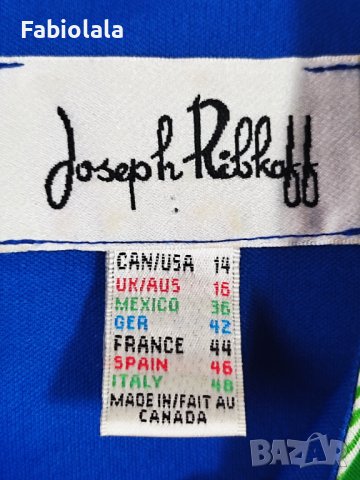 Fabiolala
Joseph Ribkoff
CAN/USA 14
UK/AUS 16
MEXICO 36
GER 42
FRANCE 44
SPAIN 46
ITALY 48
MADE IN/FAIT AU
CANADA
BAZAR